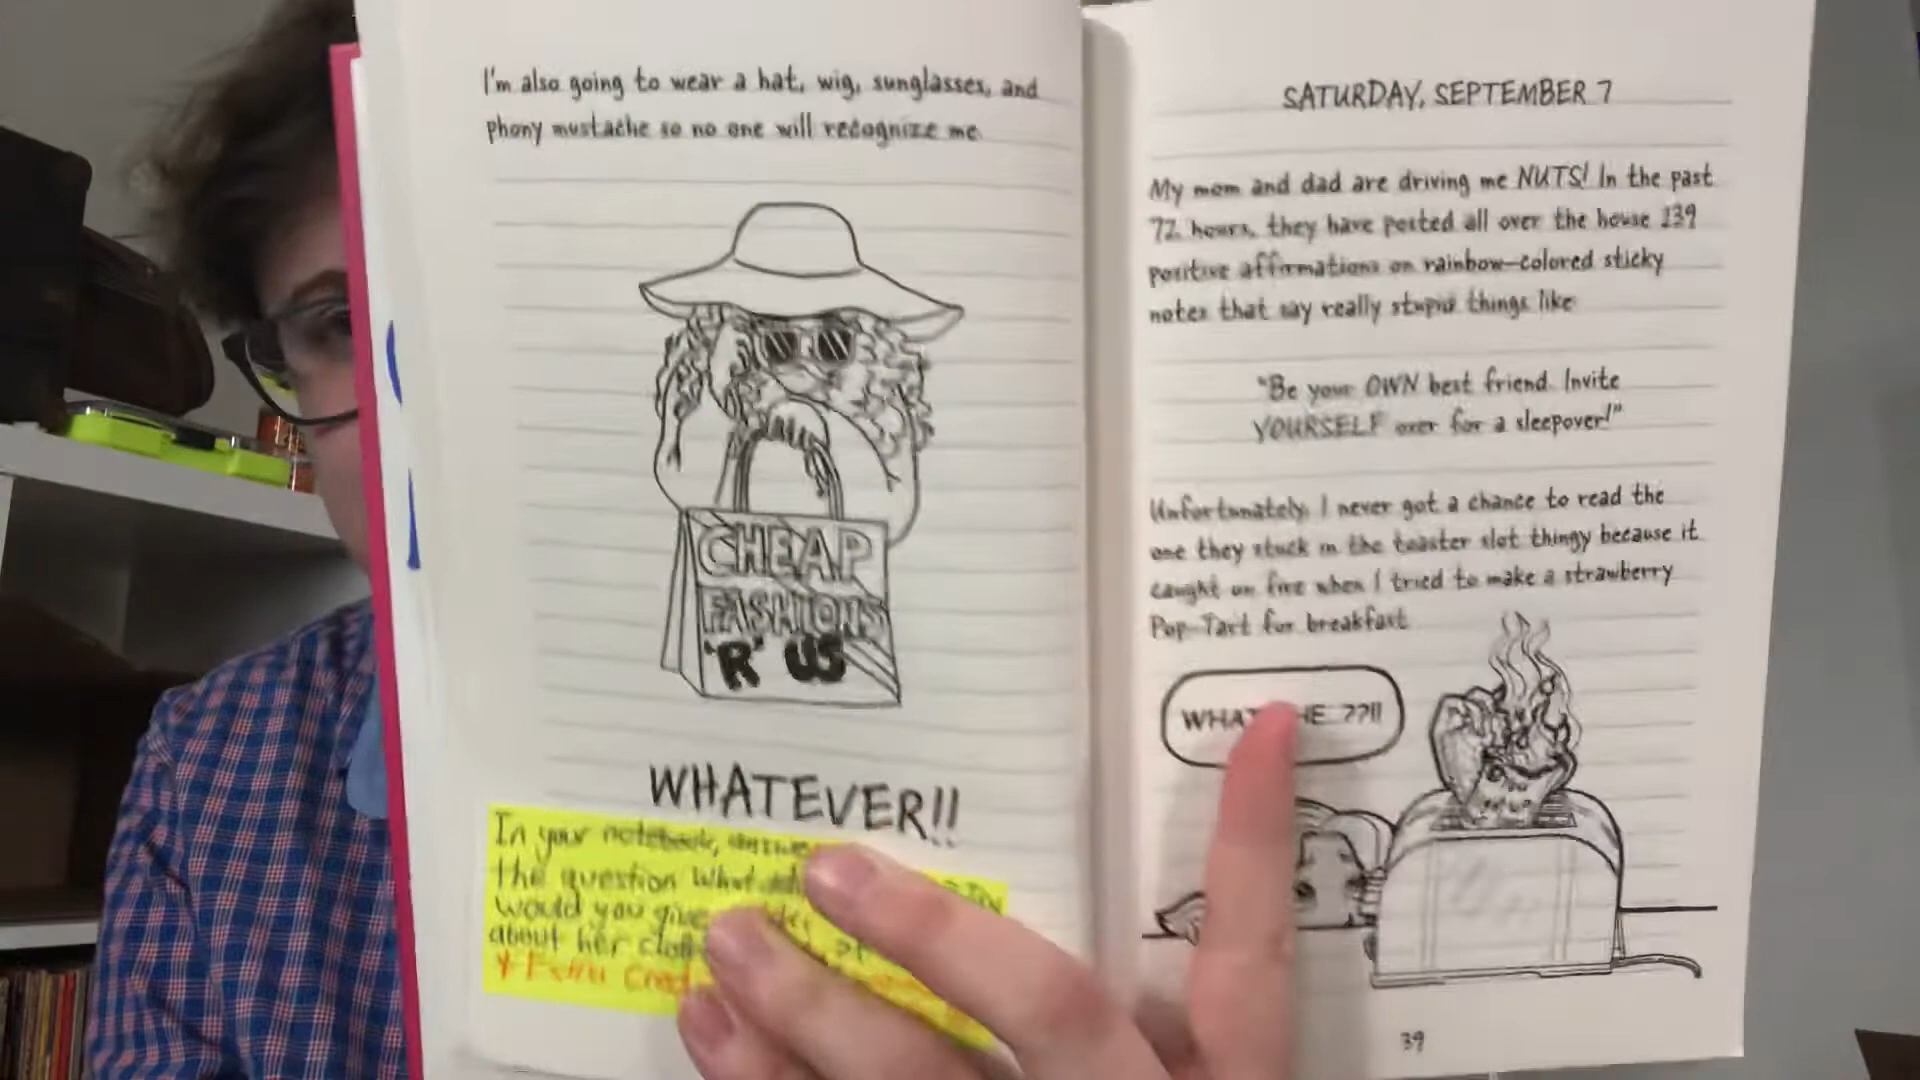 I'm also going to wear a hat, wig, sunglasses, and
phony mustache so no one will recognize me.
CHEAP
FASHIONS
"R" US
WHATEVER!!
In your notebook,
the question What
would you give
about her
SATURDAY, SEPTEMBER 7
My mom and dad are driving me NUTS! In the past
72 hours, they have posted all over the house 139
positive affirmations on rainbow-colored sticky
notes that say really stupid things like
"Be your OWN best friend. Invite
YOURSELF over for a sleepover!"
Unfortunately, I never got a chance to read the
one they stuck in the toaster slot thingy because it
caught on fire when I tried to make a strawberry
Pop-Tart for breakfast.
??!!
39